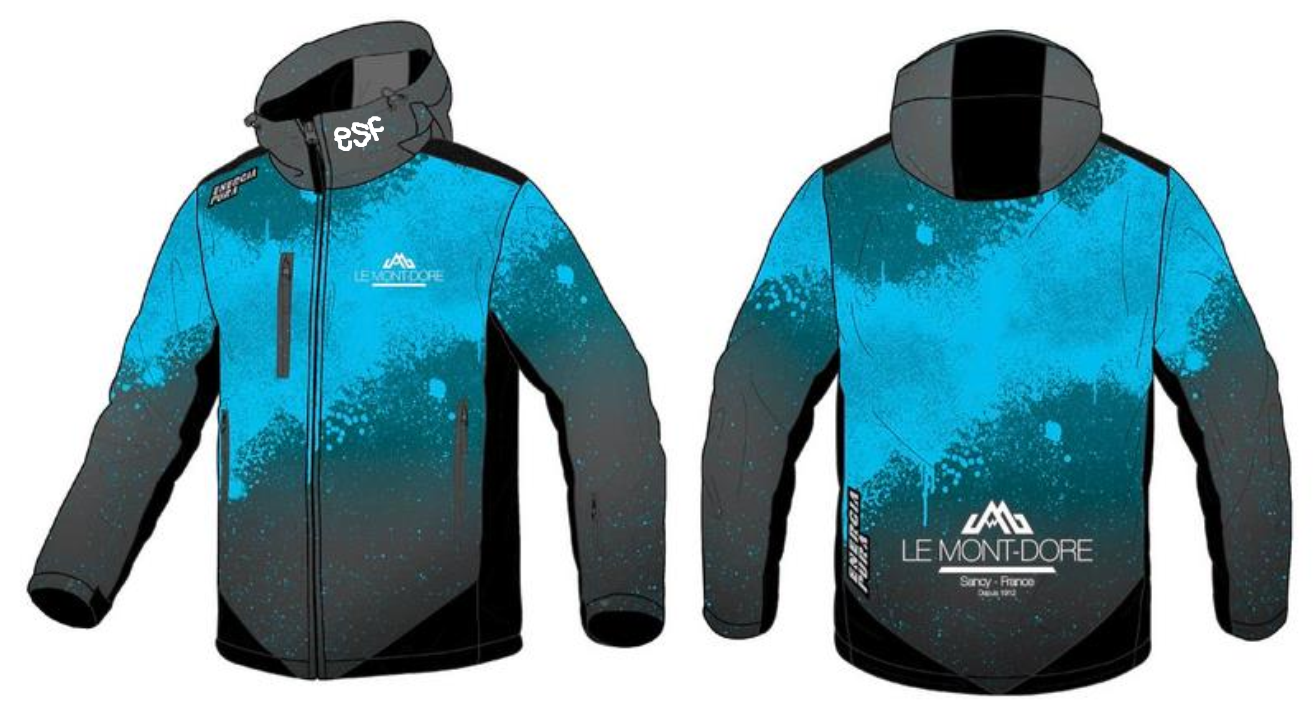 esf
ENERGIA
PURA
LE MONT-DORE
ENERGIA
PURA
LE MONT-DORE
Sancy - France
Depuis 1912